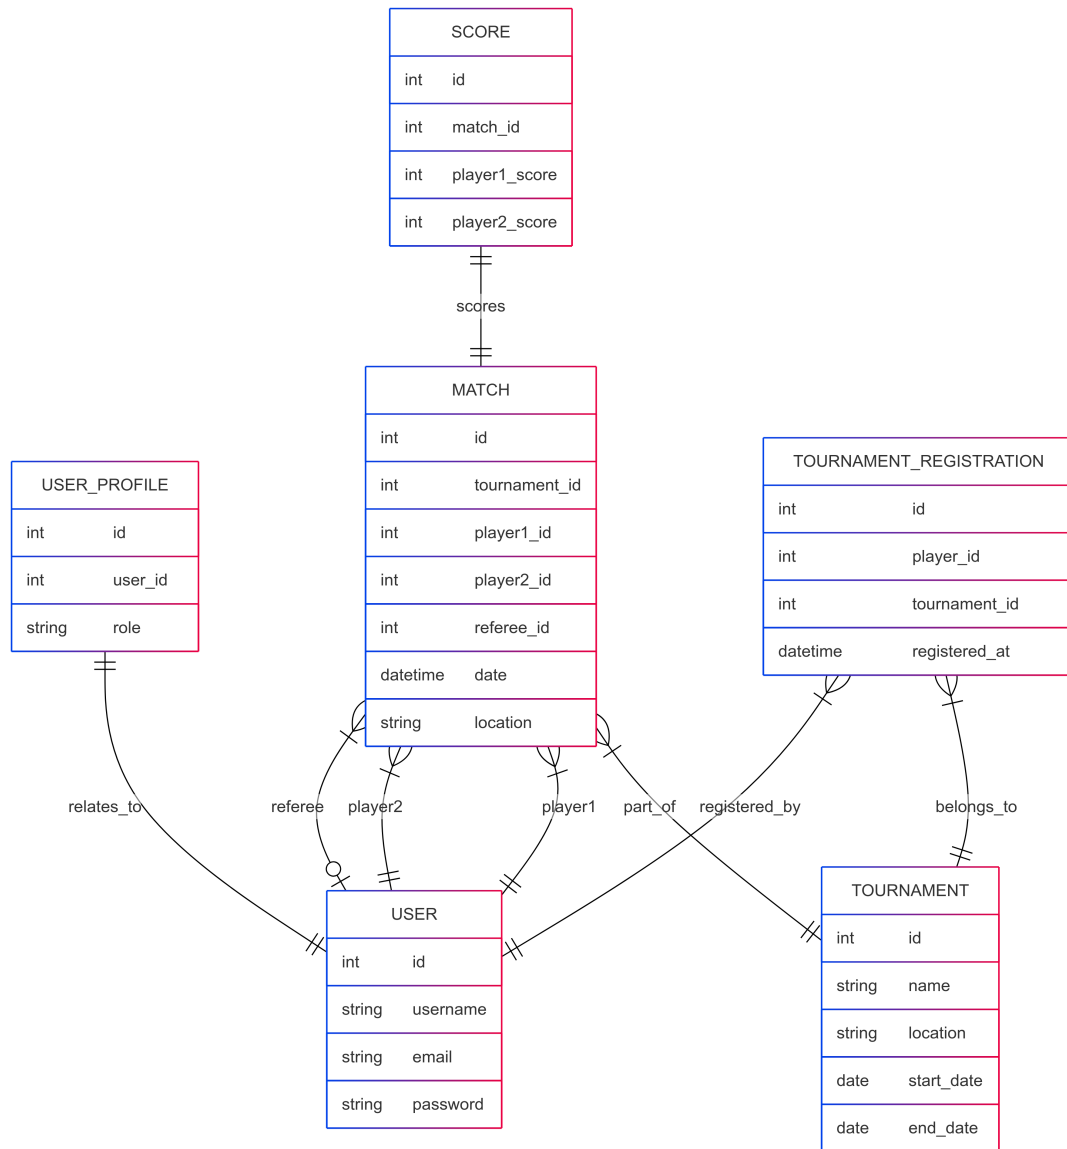 SCORE
int id
int match_id
int player1_score
int player2_score
scores
MATCH
int id
int tournament_id
int player1_id
int player2_id
int referee_id
datetime date
string location
USER_PROFILE
int id
int user_id
string role
TOURNAMENT_REGISTRATION
int id
int player_id
int tournament_id
datetime registered_at
relates_to
referee
player2
player1
part_of
registered_by
belongs_to
USER
int id
string username
string email
string password
TOURNAMENT
int id
string name
string location
date start_date
date end_date